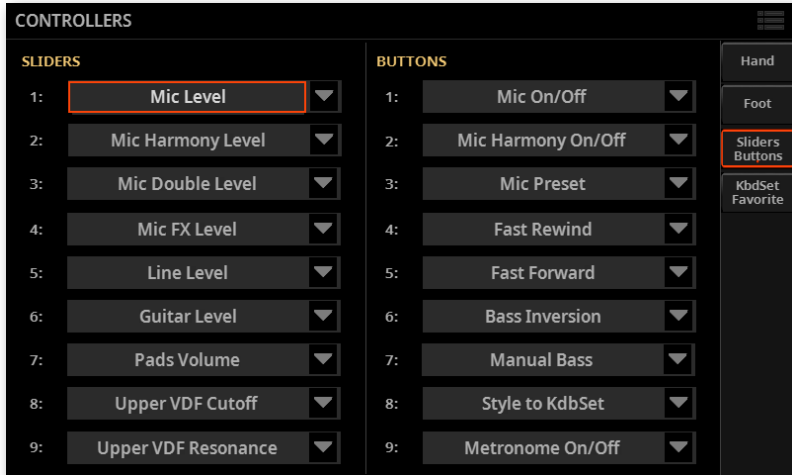 CONTROLLERS
SLIDERS
1: Mic Level
2: Mic Harmony Level
3: Mic Double Level
4: Mic FX Level
5: Line Level
6: Guitar Level
7: Pads Volume
8: Upper VDF Cutoff
9: Upper VDF Resonance
BUTTONS
1: Mic On/Off
2: Mic Harmony On/Off
3: Mic Preset
4: Fast Rewind
5: Fast Forward
6: Bass Inversion
7: Manual Bass
8: Style to KdbSet
9: Metronome On/Off
Hand
Foot
Sliders
Buttons
KbdSet
Favorite